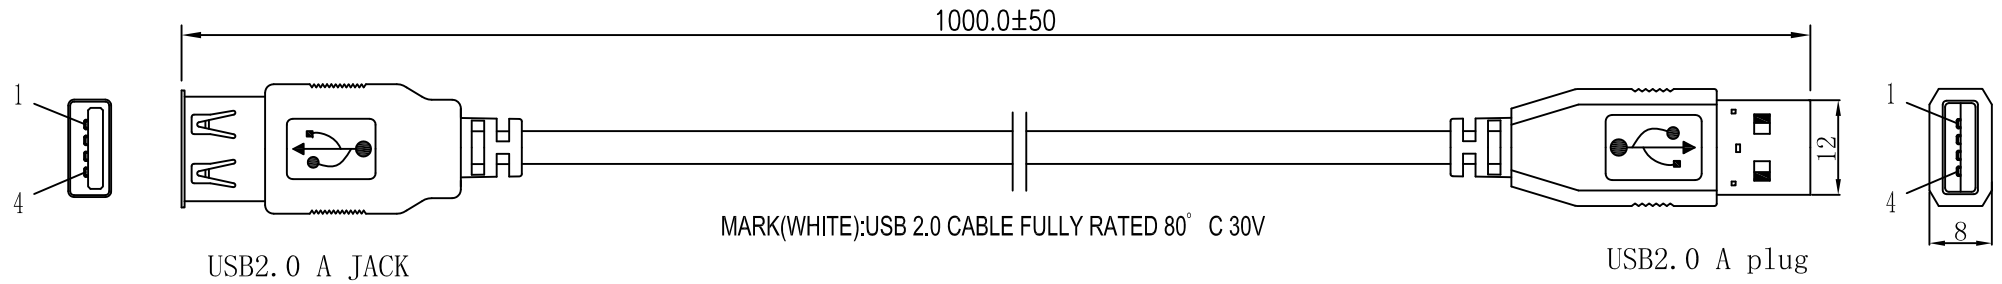 1000.0±50
1
4
1
4
12
8
MARK(WHITE):USB 2.0 CABLE FULLY RATED 80° C 30V
USB2.0 A JACK
USB2.0 A plug